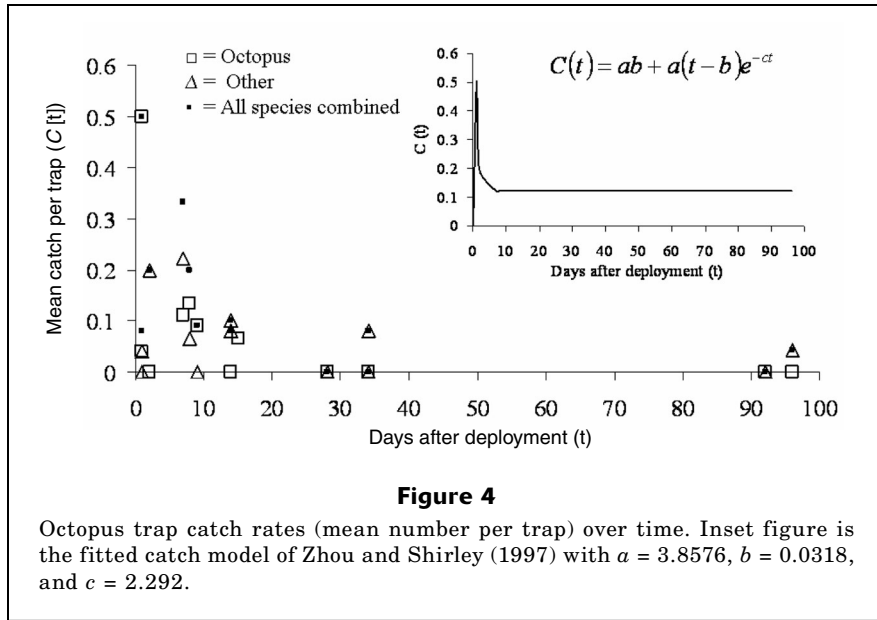 □ = Octopus
△ = Other
▪ = All species combined
Mean catch per trap (C[t])
0.6
0.5
0.4
0.3
0.2
0.1
0
0 10 20 30 40 50 60 70 80 90 100
Days after deployment (t)
C(t) = ab + a(t − b)e^{−ct}
C (t)
0.6
0.5
0.4
0.3
0.2
0.1
0
0 10 20 30 40 50 60 70 80 90 100
Days after deployment (t)
Figure 4
Octopus trap catch rates (mean number per trap) over time. Inset figure is
the fitted catch model of Zhou and Shirley (1997) with a = 3.8576, b = 0.0318,
and c = 2.292.